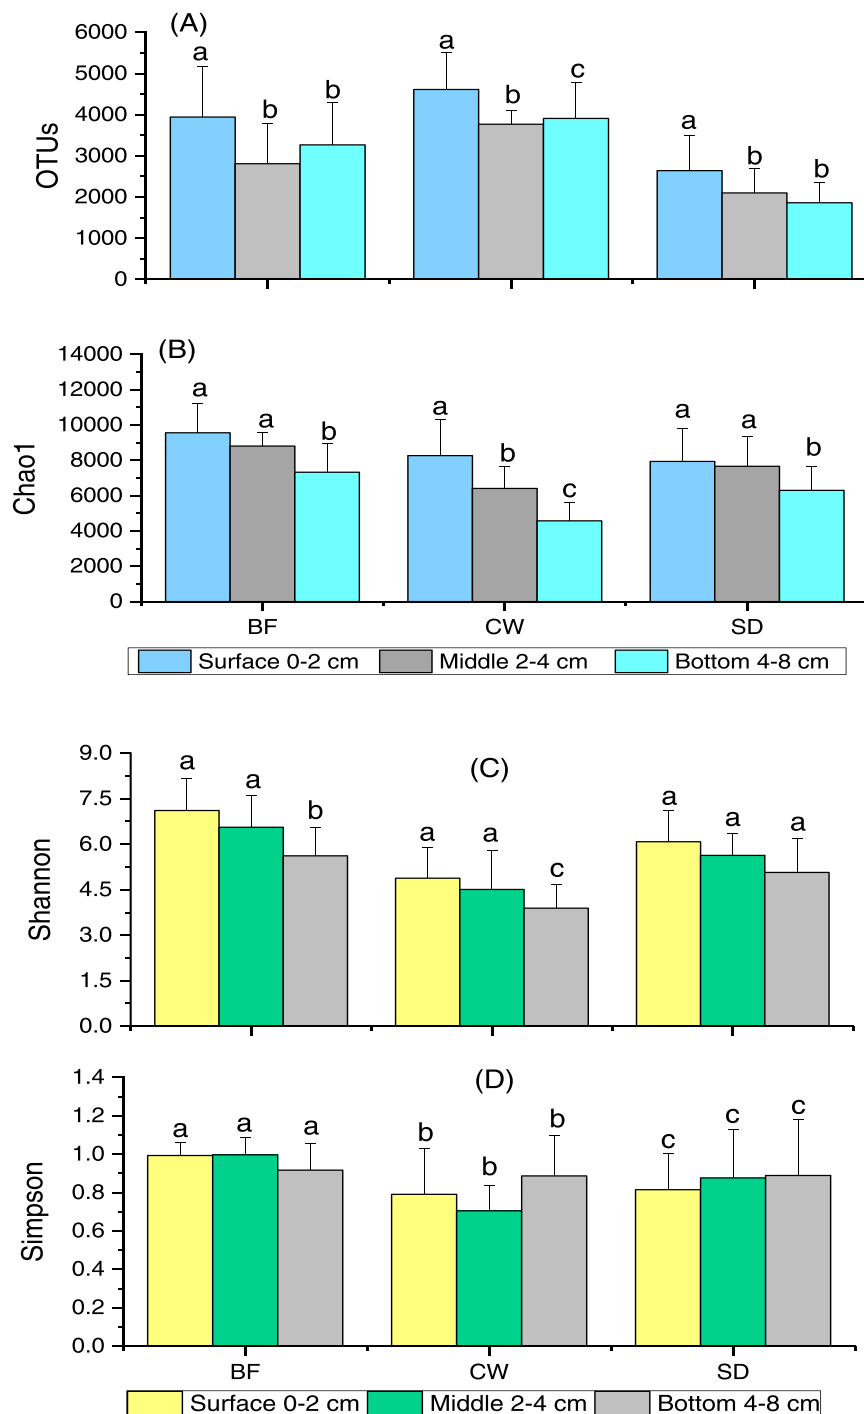 (A)
6000
5000
4000
3000
2000
1000
0
OTUs
a b b
a b c
a b b
(B)
14000
12000
10000
8000
6000
4000
2000
0
Chao1
a a b
a b c
a a b
BF CW SD
Surface 0-2 cm Middle 2-4 cm Bottom 4-8 cm
(C)
9.0
7.5
6.0
4.5
3.0
1.5
0.0
Shannon
a a b
a a c
a a a
(D)
1.4
1.2
1.0
0.8
0.6
0.4
0.2
0.0
Simpson
a a a
b b b
c c c
BF CW SD
Surface 0-2 cm Middle 2-4 cm Bottom 4-8 cm